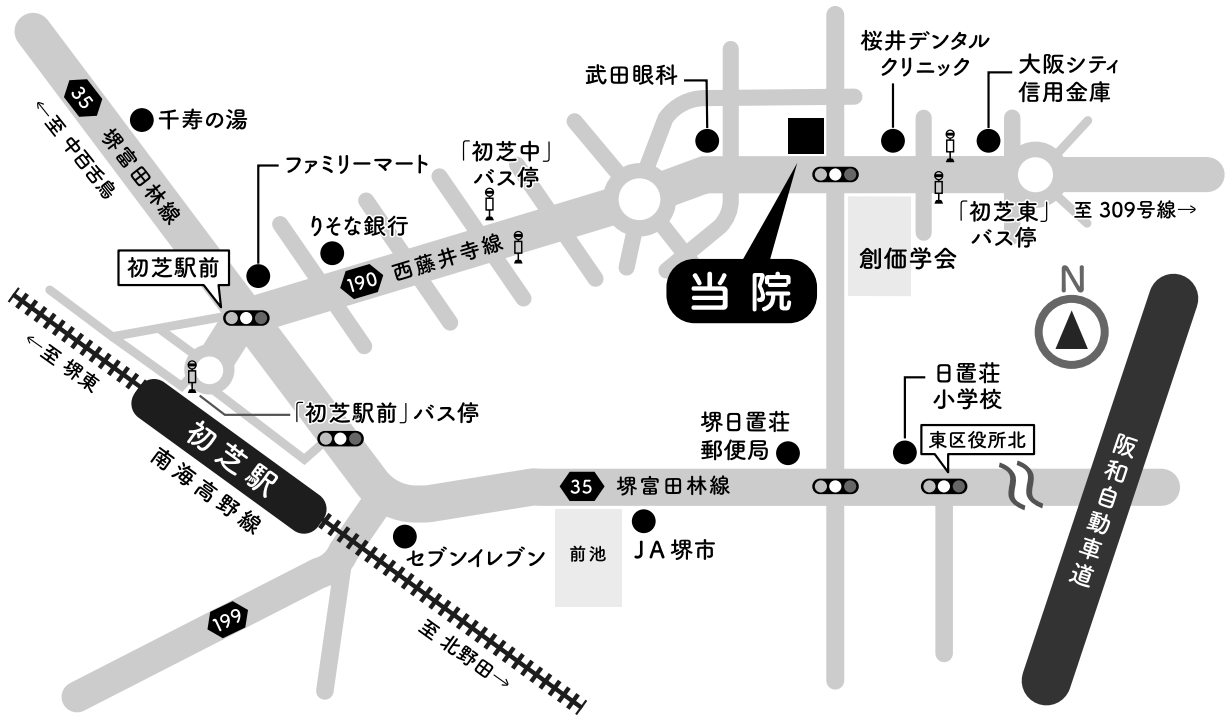 桜井デンタル
クリニック
大阪シティ
信用金庫
武田眼科
35
堺富田林線
←至 中百舌鳥
千寿の湯
ファミリーマート
「初芝中」
バス停
りそな銀行
190
西藤井寺線
初芝駅前
「初芝東」
バス停
至 309号線→
創価学会
当院
N
←至 堺東
初芝駅
南海高野線
「初芝駅前」バス停
日置荘
小学校
堺日置荘
郵便局
東区役所北
阪和自動車道
35
堺富田林線
セブンイレブン
前池
JA堺市
199
至 北野田→